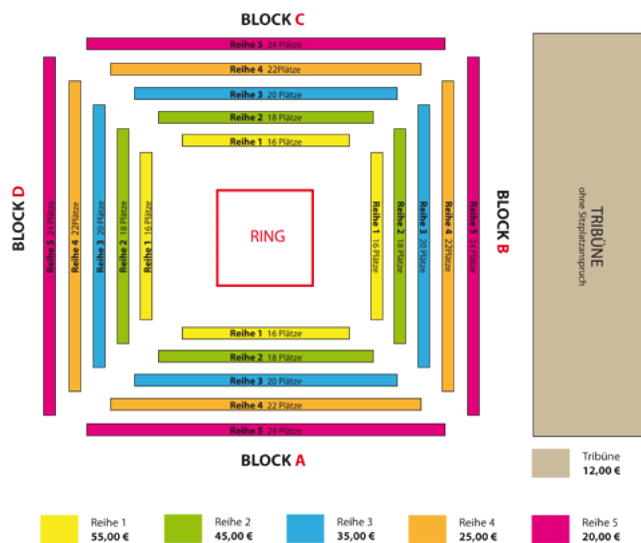 BLOCK C
Reihe 5 24 Plätze
Reihe 4 22Plätze
Reihe 3 20 Plätze
Reihe 2 18 Plätze
Reihe 1 16 Plätze
BLOCK D
Reihe 5 24 Plätze
Reihe 4 22Plätze
Reihe 3 20 Plätze
Reihe 2 18 Plätze
Reihe 1 16 Plätze
RING
Reihe 1 16 Plätze
Reihe 2 18 Plätze
Reihe 3 20 Plätze
Reihe 4 22Plätze
Reihe 5 24 Plätze
BLOCK B
TRIBÜNE
ohne Sitzplatzanspruch
Reihe 1 16 Plätze
Reihe 2 18 Plätze
Reihe 3 20 Plätze
Reihe 4 22 Plätze
Reihe 5 24 Plätze
BLOCK A
Tribüne
12,00 €
Reihe 1
55,00 €
Reihe 2
45,00 €
Reihe 3
35,00 €
Reihe 4
25,00 €
Reihe 5
20,00 €